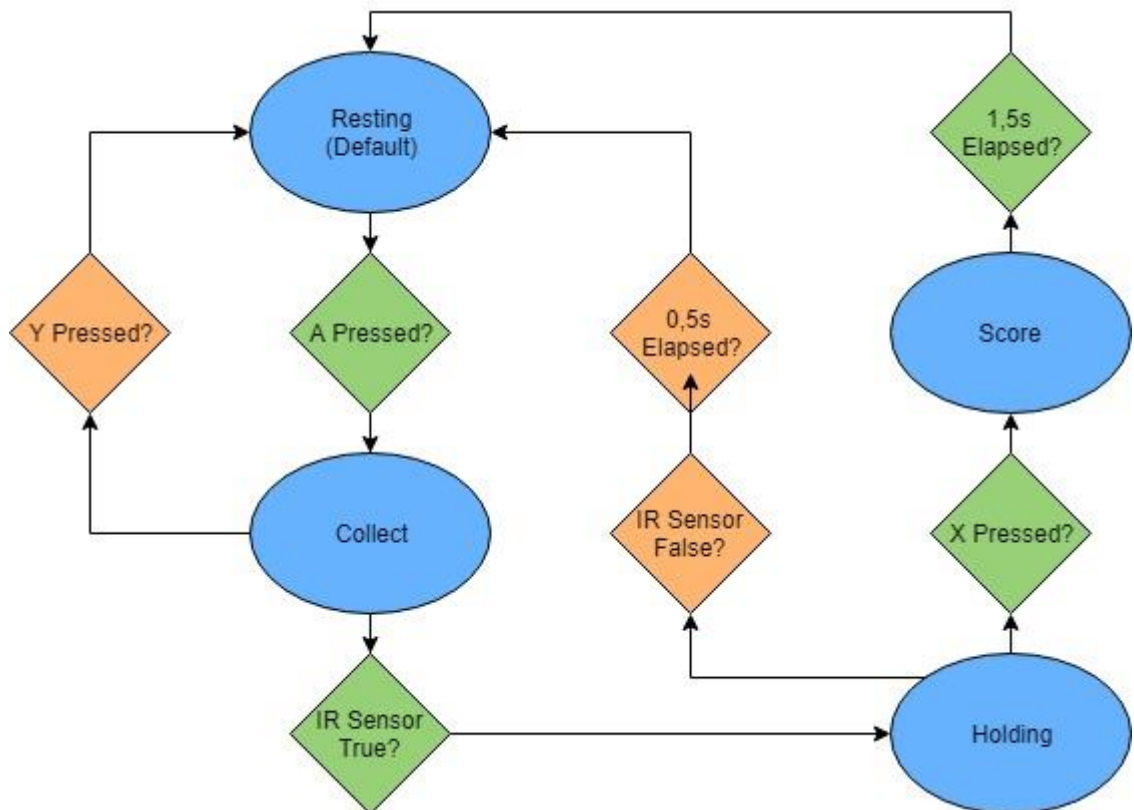 Resting
(Default)
1,5s
Elapsed?
Y Pressed?
A Pressed?
0,5s
Elapsed?
Score
Collect
IR Sensor
False?
X Pressed?
IR Sensor
True?
Holding